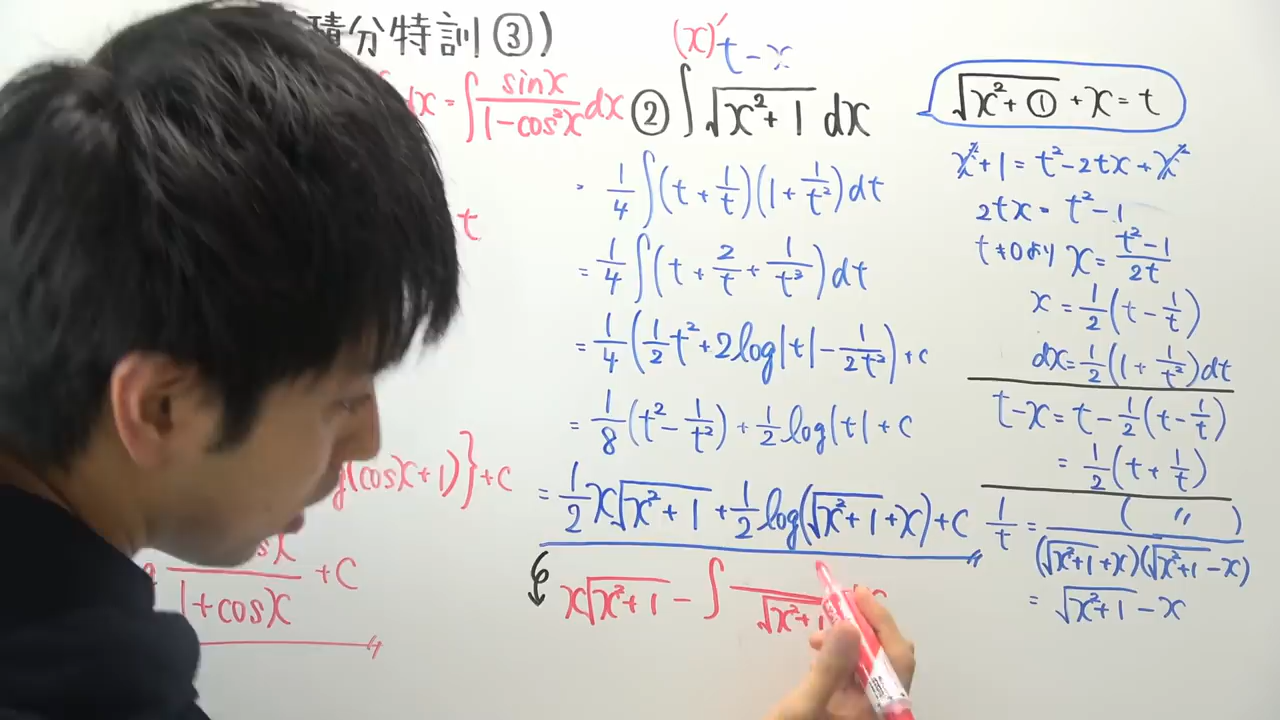 積分特訓③)
dx = ∫ sinx/(1-cos²x) dx
t
(cosx+1)}+c
1+cosx +C
(x)' t-x
② ∫√(x²+1) dx
= 1/4 ∫(t + 1/t)(1 + 1/t²)dt
= 1/4 ∫(t + 2/t + 1/t³)dt
= 1/4 (1/2 t² + 2log|t| - 1/(2t²)) + c
= 1/8 (t² - 1/t²) + 1/2 log|t| + C
= 1/2 x√(x²+1) + 1/2 log(√(x²+1)+x) + C
x√(x²+1) - ∫ /√(x²+1
√(x²+①) + x = t
x²+1 = t²-2tx+x²
2tx = t²-1
t≠0より x = (t²-1)/2t
x = 1/2 (t - 1/t)
dx = 1/2 (1 + 1/t²)dt
t-x = t - 1/2 (t - 1/t)
= 1/2 (t + 1/t)
1/t = ( 〃 )/(√(x²+1)+x)(√(x²+1)-x)
= √(x²+1) - x